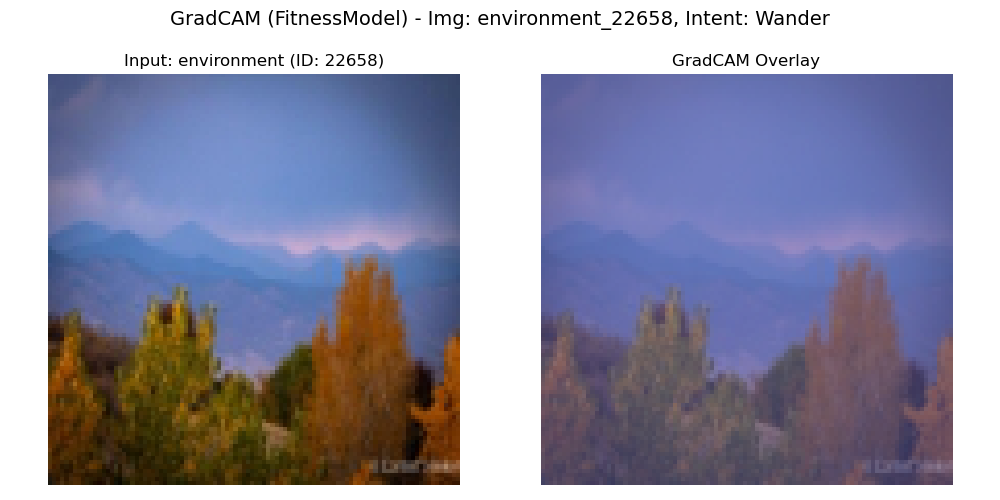 GradCAM (FitnessModel) - Img: environment_22658, Intent: Wander
Input: environment (ID: 22658)
GradCAM Overlay